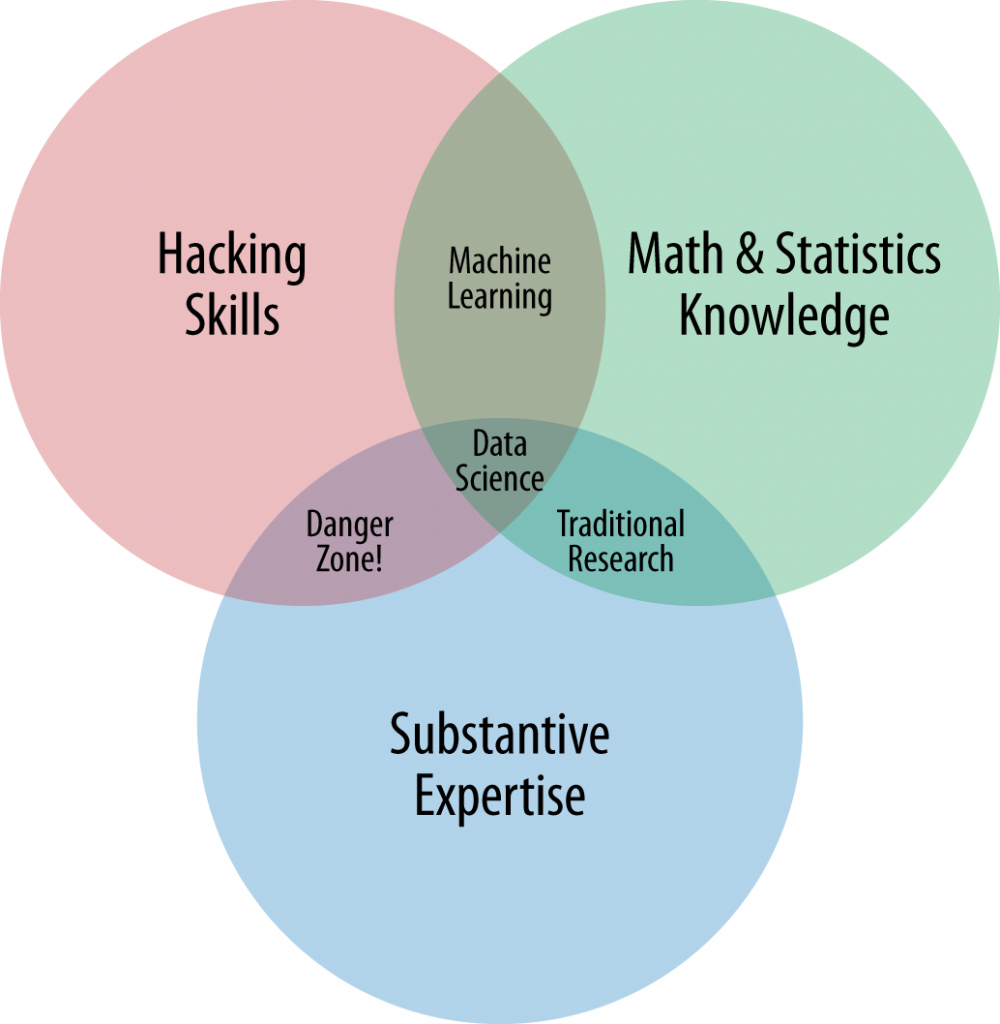 Hacking
Skills
Machine
Learning
Math & Statistics
Knowledge
Data
Science
Danger
Zone!
Traditional
Research
Substantive
Expertise